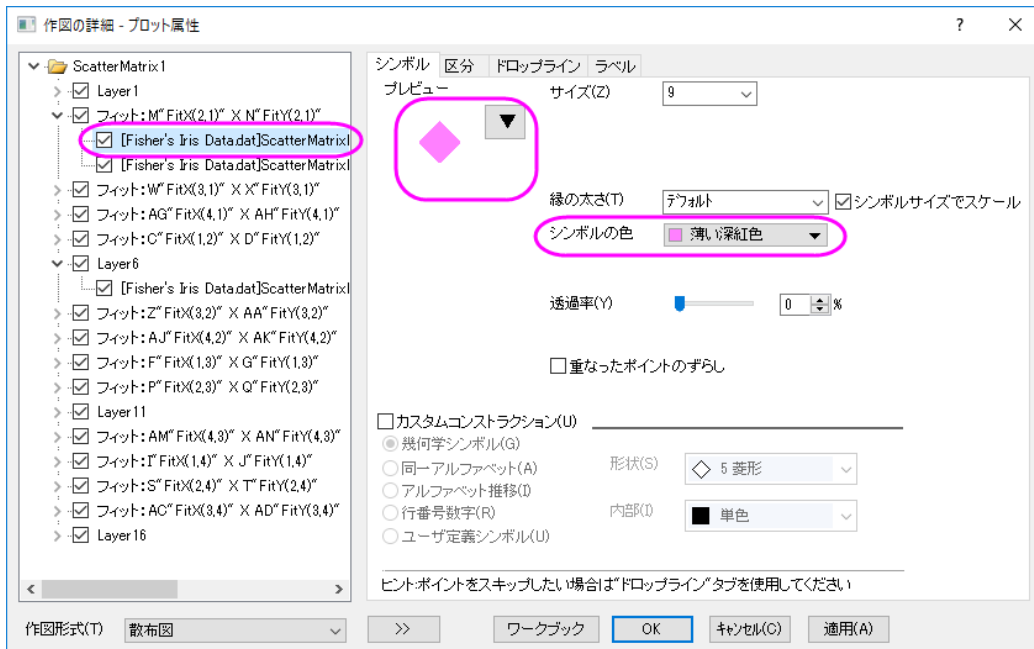 作図の詳細 - プロット属性
ScatterMatrix1
Layer1
フィット:M"FitX(2,1)" X N"FitY(2,1)"
[Fisher's Iris Data.dat]ScatterMatrix
[Fisher's Iris Data.dat]ScatterMatrix
フィット:W"FitX(3,1)" X X"FitY(3,1)"
フィット:AG"FitX(4,1)" X AH"FitY(4,1)"
フィット:C"FitX(1,2)" X D"FitY(1,2)"
Layer6
[Fisher's Iris Data.dat]ScatterMatrix
フィット:Z"FitX(3,2)" X AA"FitY(3,2)"
フィット:AJ"FitX(4,2)" X AK"FitY(4,2)"
フィット:F"FitX(1,3)" X G"FitY(1,3)"
フィット:P"FitX(2,3)" X Q"FitY(2,3)"
Layer11
フィット:AM"FitX(4,3)" X AN"FitY(4,3)"
フィット:I"FitX(1,4)" X J"FitY(1,4)"
フィット:S"FitX(2,4)" X T"FitY(2,4)"
フィット:AC"FitX(3,4)" X AD"FitY(3,4)"
Layer16
シンボル 区分 ドロップライン ラベル
プレビュー
サイズ(Z) 9
縁の太さ(T) デフォルト シンボルサイズでスケール
シンボルの色 薄い深紅色
透過率(Y) 0 %
重なったポイントのずらし
カスタムコンストラクション(U)
幾何学シンボル(G)
同一アルファベット(A)
アルファベット推移(I)
行番号数字(R)
ユーザ定義シンボル(U)
形状(S) 5 菱形
内部(I) 単色
ヒント:ポイントをスキップしたい場合は"ドロップライン"タブを使用してください
作図形式(T) 散布図 >> ワークブック OK キャンセル(C) 適用(A)